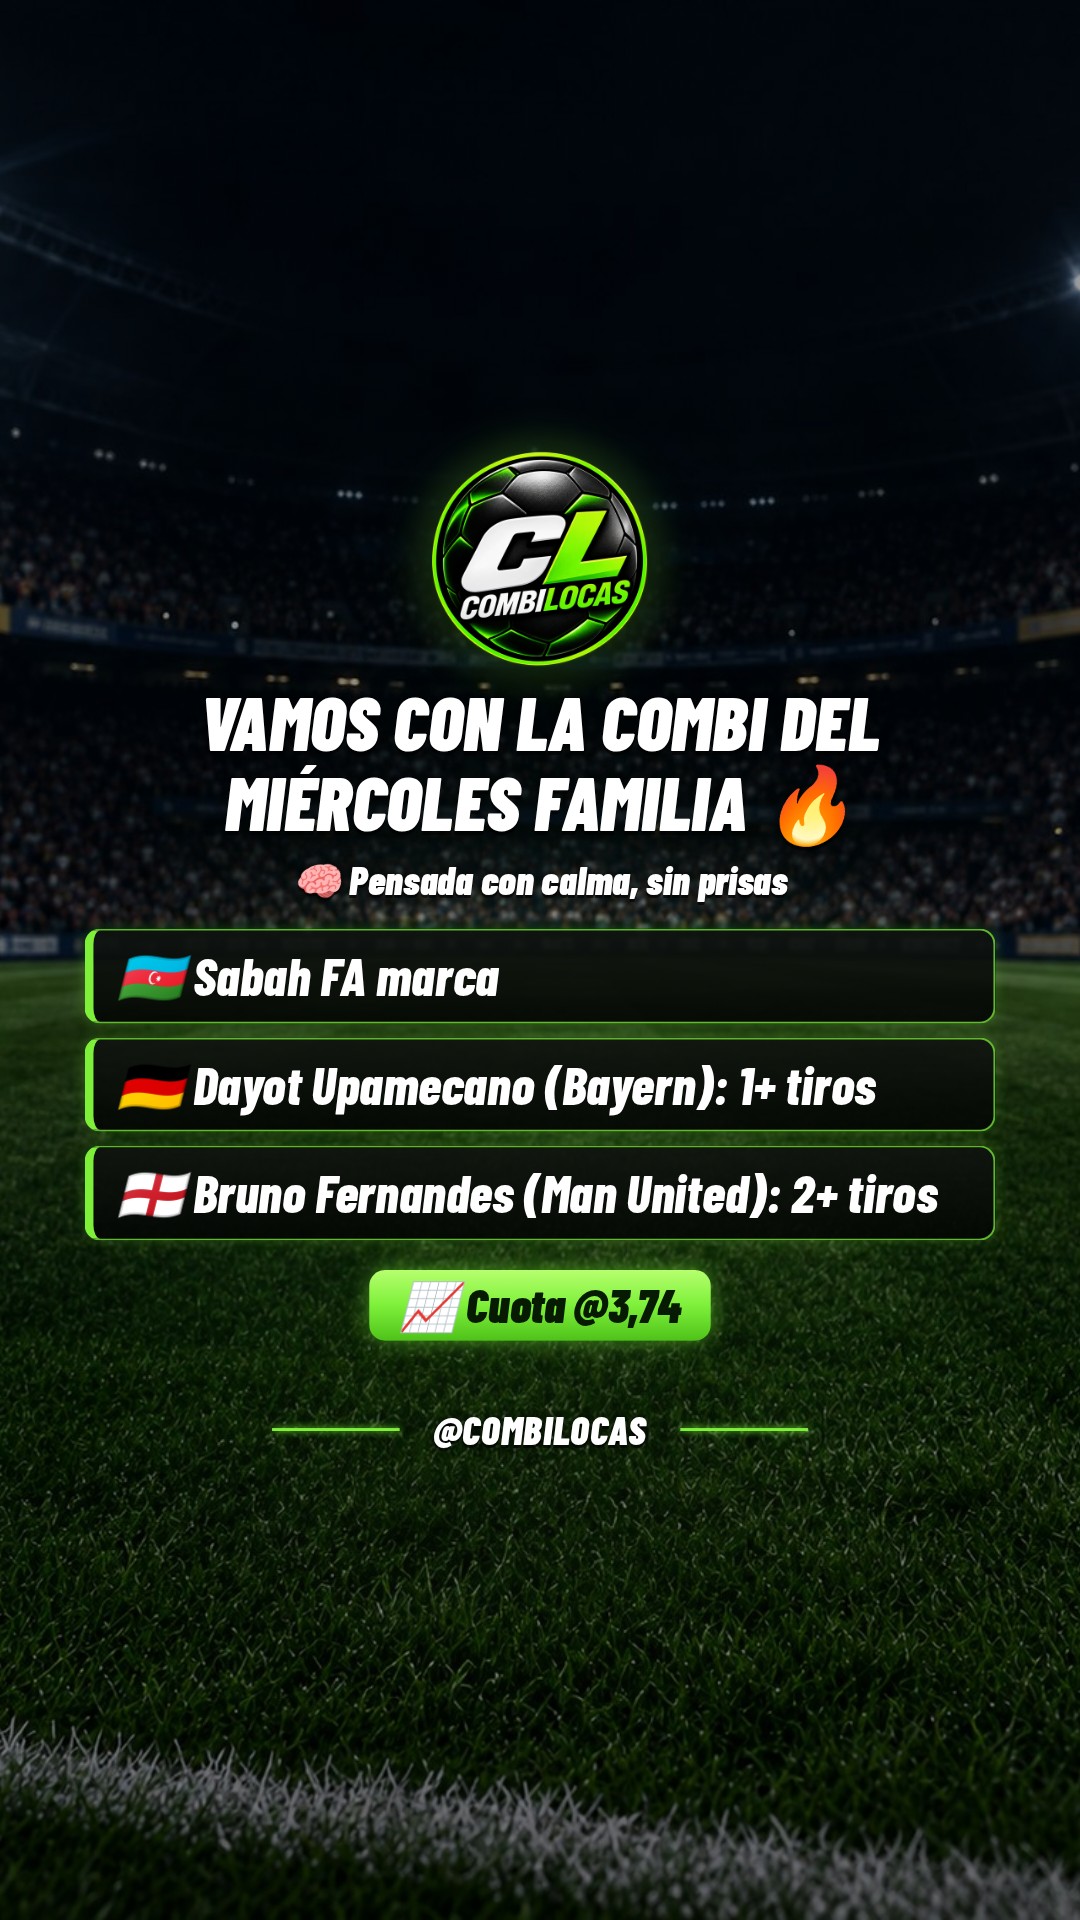 CL
COMBILOCAS
VAMOS CON LA COMBI DEL
MIÉRCOLES FAMILIA 🔥
🧠 Pensada con calma, sin prisas
🇦🇿 Sabah FA marca
🇩🇪 Dayot Upamecano (Bayern): 1+ tiros
🏴󠁧󠁢󠁥󠁮󠁧󠁿 Bruno Fernandes (Man United): 2+ tiros
📈 Cuota @3,74
@COMBILOCAS